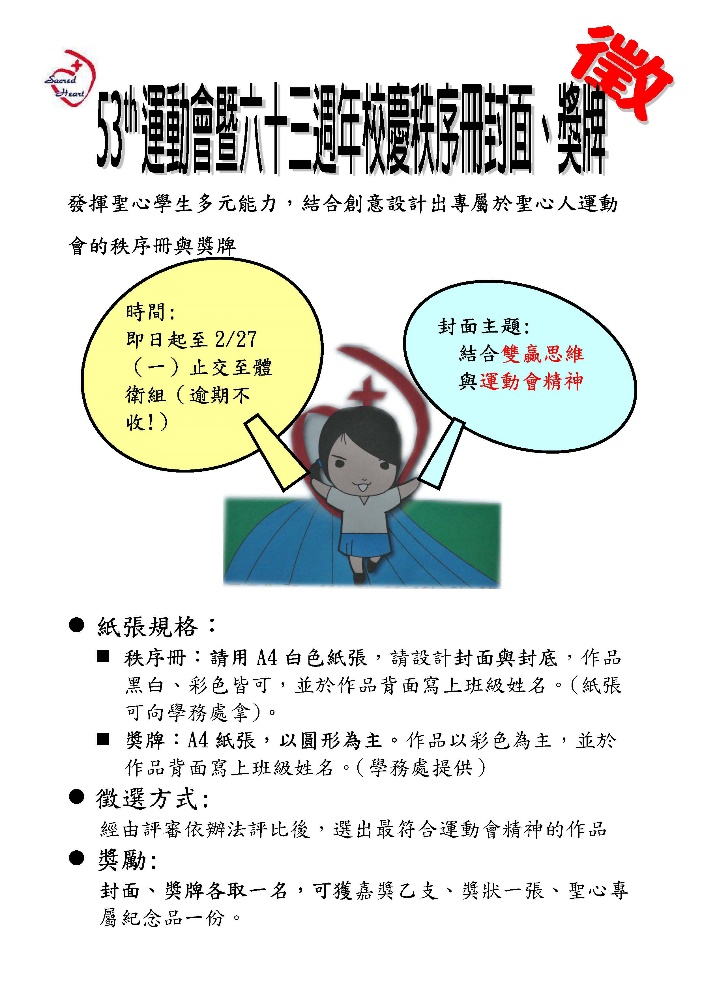 徵
Sacred
Heart
53th 運動會暨六十三週年校慶秩序冊封面、獎牌
發揮聖心學生多元能力，結合創意設計出專屬於聖心人運動
會的秩序冊與獎牌
時間:
即日起至 2/27
（一）止交至體
衛組（逾期不
收!）
封面主題:
結合雙贏思維
與運動會精神
● 紙張規格：
■ 秩序冊：請用 A4 白色紙張，請設計封面與封底，作品
黑白、彩色皆可，並於作品背面寫上班級姓名。(紙張
可向學務處拿)。
■ 獎牌：A4 紙張，以圓形為主。作品以彩色為主，並於
作品背面寫上班級姓名。(學務處提供)
● 徵選方式:
經由評審依辦法評比後，選出最符合運動會精神的作品
● 獎勵:
封面、獎牌各取一名，可獲嘉獎乙支、獎狀一張、聖心專
屬紀念品一份。